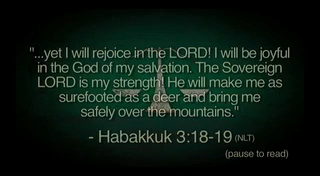 "...yet I will rejoice in the LORD! I will be joyful
in the God of my salvation. The Sovereign
LORD is my strength! He will make me as
surefooted as a deer and bring me
safely over the mountains."
- Habakkuk 3:18-19 (NLT)
(pause to read)